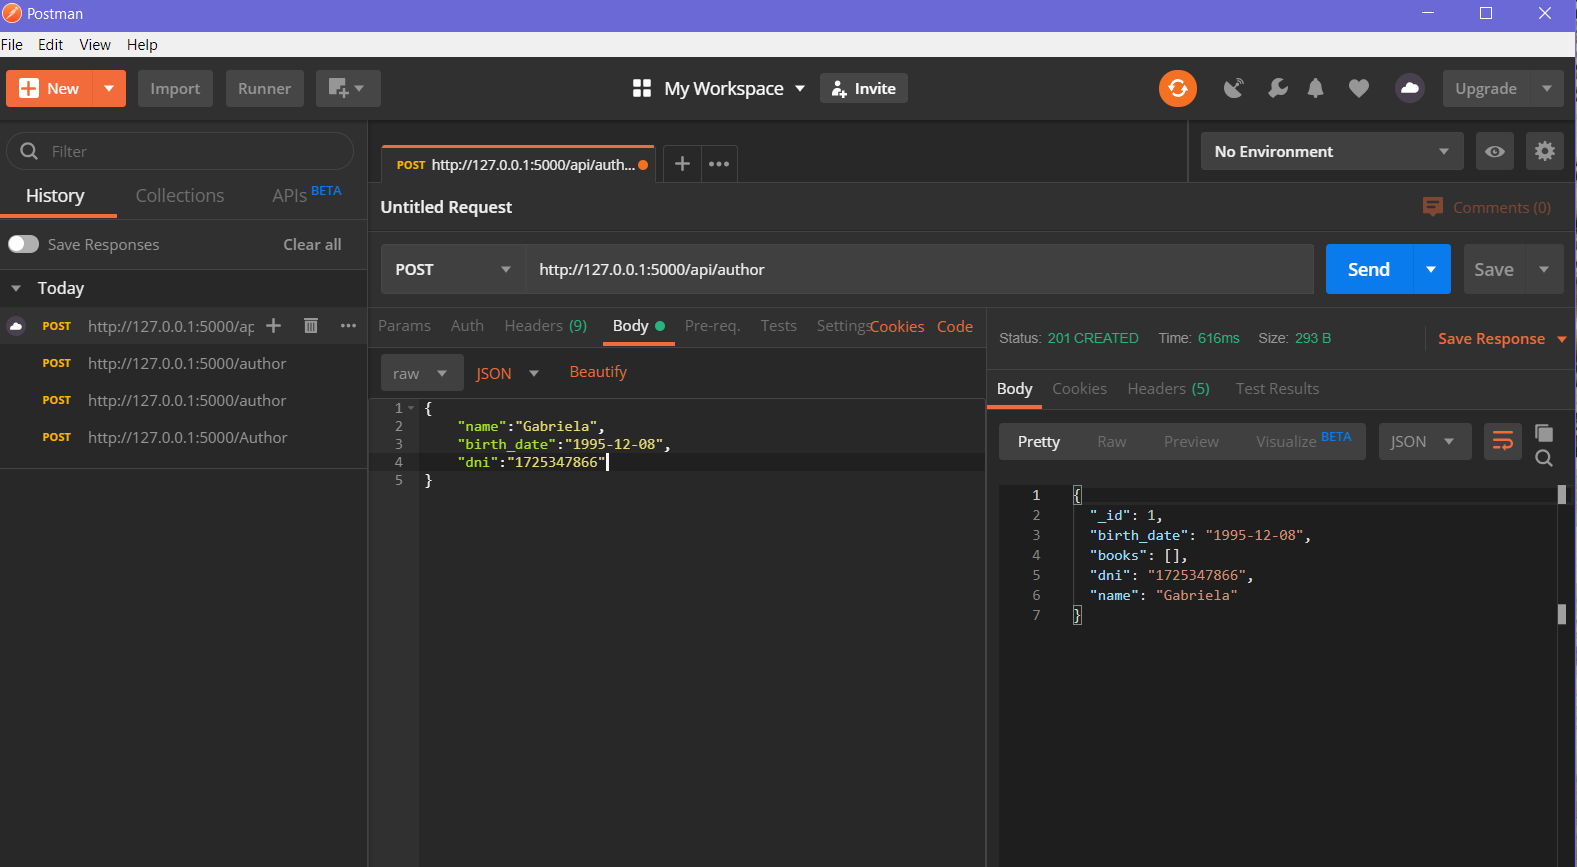 Postman
File Edit View Help
New Import Runner My Workspace Invite Upgrade
Filter
History Collections APIs BETA
Save Responses Clear all
Today
POST http://127.0.0.1:5000/ap
POST http://127.0.0.1:5000/author
POST http://127.0.0.1:5000/author
POST http://127.0.0.1:5000/Author
POST http://127.0.0.1:5000/api/auth...
No Environment
Untitled Request
Comments (0)
POST http://127.0.0.1:5000/api/author Send Save
Params Auth Headers (9) Body Pre-req. Tests Settings Cookies Code
raw JSON Beautify
1 {
2 "name":"Gabriela",
3 "birth_date":"1995-12-08",
4 "dni":"1725347866"
5 }
Status: 201 CREATED Time: 616ms Size: 293 B Save Response
Body Cookies Headers (5) Test Results
Pretty Raw Preview Visualize BETA JSON
1 {
2 "_id": 1,
3 "birth_date": "1995-12-08",
4 "books": [],
5 "dni": "1725347866",
6 "name": "Gabriela"
7 }